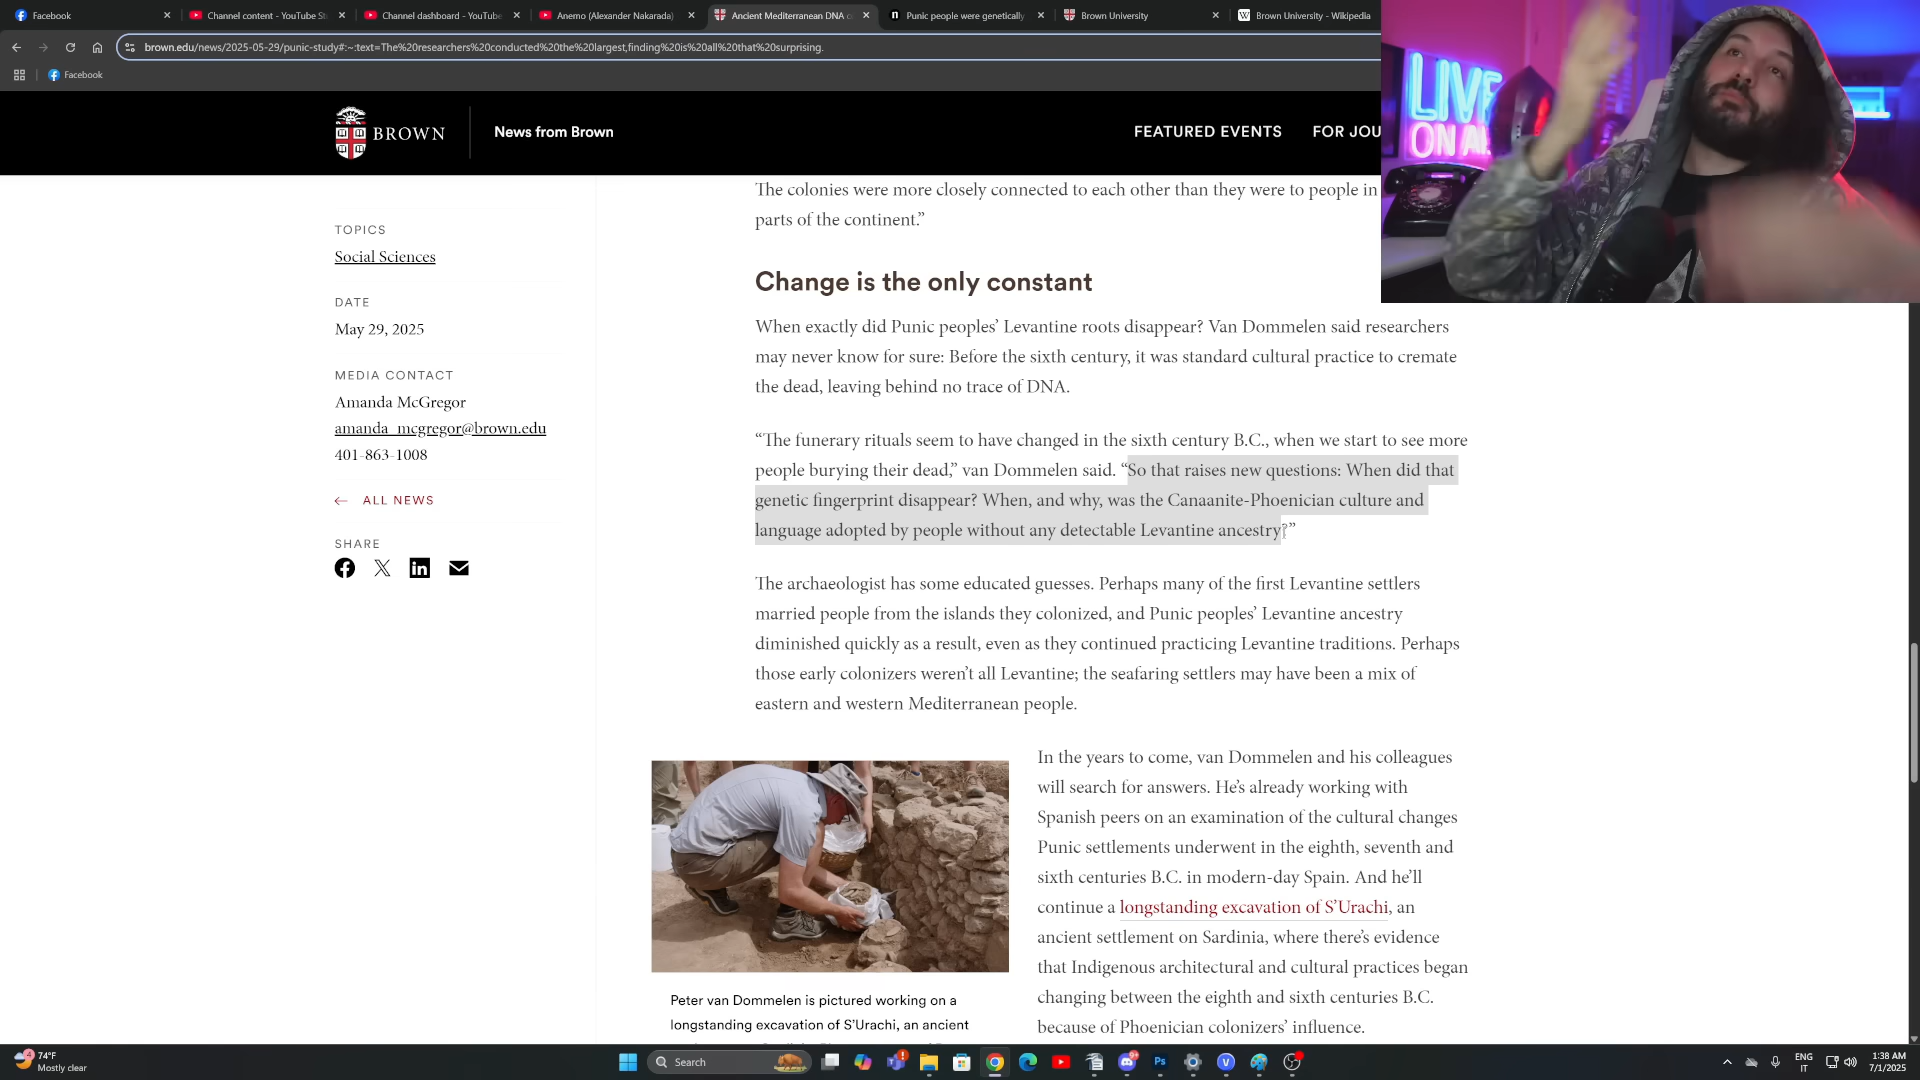 Facebook
Channel content - YouTube St
Channel dashboard - YouTube
Anemo (Alexander Nakarada)
Ancient Mediterranean DNA c
Punic people were genetically
Brown University
Brown University - Wikipedia
brown.edu/news/2025-05-29/punic-study#:~:text=The%20researchers%20conducted%20the%20largest,finding%20is%20all%20that%20surprising.
Facebook
BROWN
News from Brown
FEATURED EVENTS
FOR JOU
LIVE
ON AI
TOPICS
Social Sciences
DATE
May 29, 2025
MEDIA CONTACT
Amanda McGregor
amanda_mcgregor@brown.edu
401-863-1008
← ALL NEWS
SHARE
The colonies were more closely connected to each other than they were to people in
parts of the continent.”
Change is the only constant
When exactly did Punic peoples’ Levantine roots disappear? Van Dommelen said researchers
may never know for sure: Before the sixth century, it was standard cultural practice to cremate
the dead, leaving behind no trace of DNA.
“The funerary rituals seem to have changed in the sixth century B.C., when we start to see more
people burying their dead,” van Dommelen said. “So that raises new questions: When did that
genetic fingerprint disappear? When, and why, was the Canaanite-Phoenician culture and
language adopted by people without any detectable Levantine ancestry?”
The archaeologist has some educated guesses. Perhaps many of the first Levantine settlers
married people from the islands they colonized, and Punic peoples’ Levantine ancestry
diminished quickly as a result, even as they continued practicing Levantine traditions. Perhaps
those early colonizers weren’t all Levantine; the seafaring settlers may have been a mix of
eastern and western Mediterranean people.
In the years to come, van Dommelen and his colleagues
will search for answers. He’s already working with
Spanish peers on an examination of the cultural changes
Punic settlements underwent in the eighth, seventh and
sixth centuries B.C. in modern-day Spain. And he’ll
continue a longstanding excavation of S’Urachi, an
ancient settlement on Sardinia, where there’s evidence
that Indigenous architectural and cultural practices began
changing between the eighth and sixth centuries B.C.
because of Phoenician colonizers’ influence.
Peter van Dommelen is pictured working on a
longstanding excavation of S’Urachi, an ancient
74°F
Mostly clear
Search
ENG
IT
1:38 AM
7/1/2025